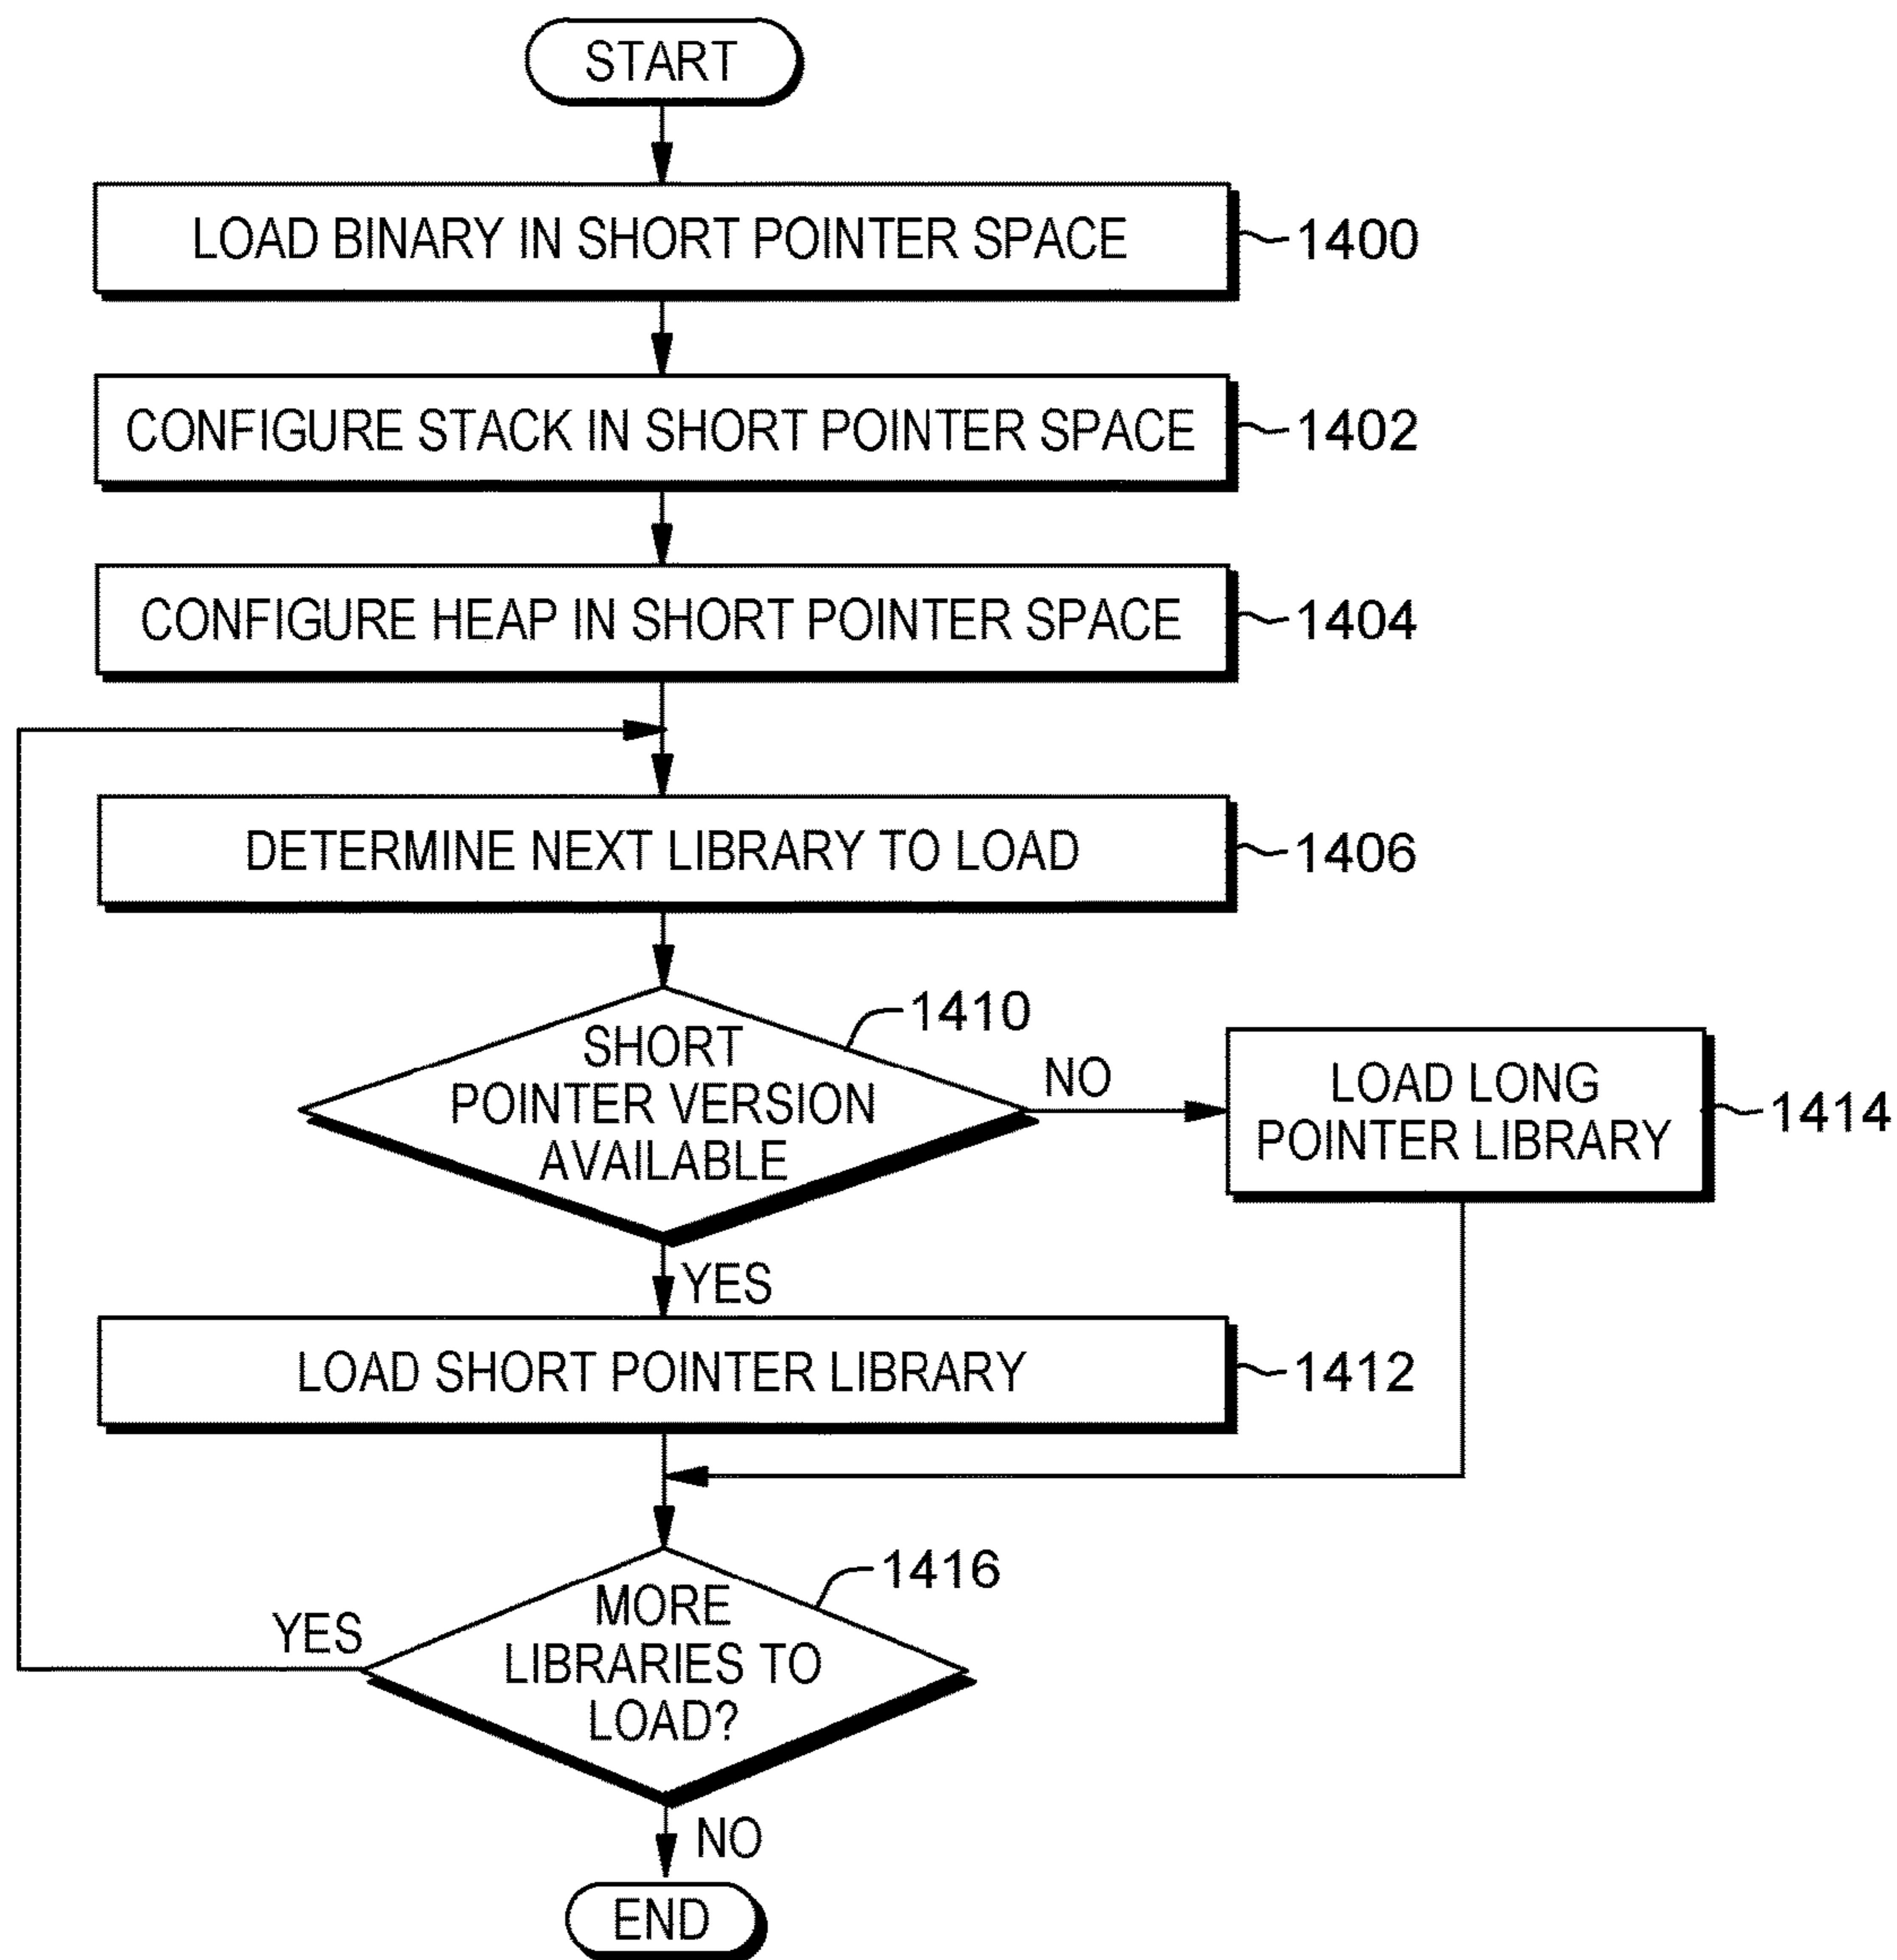 START
LOAD BINARY IN SHORT POINTER SPACE
1400
CONFIGURE STACK IN SHORT POINTER SPACE
1402
CONFIGURE HEAP IN SHORT POINTER SPACE
1404
DETERMINE NEXT LIBRARY TO LOAD
1406
1410
SHORT
POINTER VERSION
AVAILABLE
NO
LOAD LONG
POINTER LIBRARY
1414
YES
LOAD SHORT POINTER LIBRARY
1412
1416
MORE
LIBRARIES TO
LOAD?
YES
NO
END